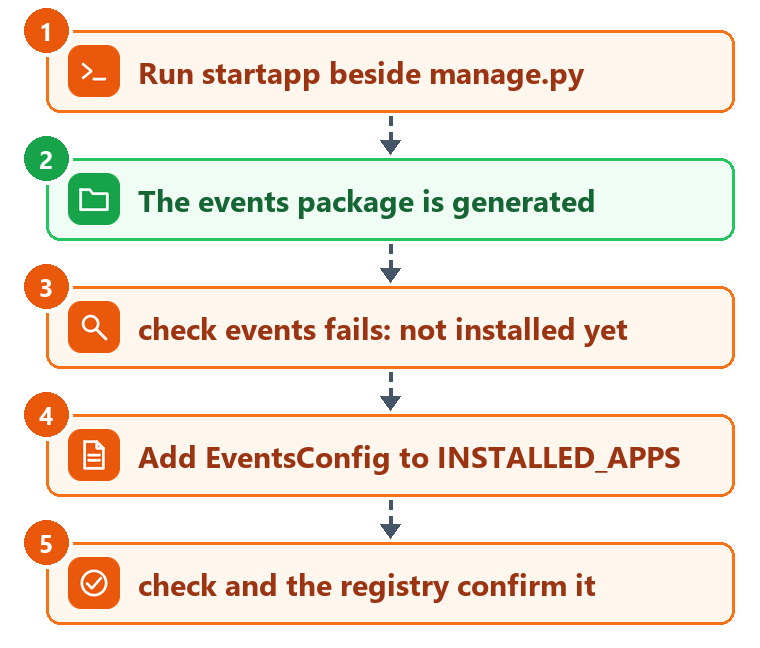 1
Run startapp beside manage.py
2
The events package is generated
3
check events fails: not installed yet
4
Add EventsConfig to INSTALLED_APPS
5
check and the registry confirm it